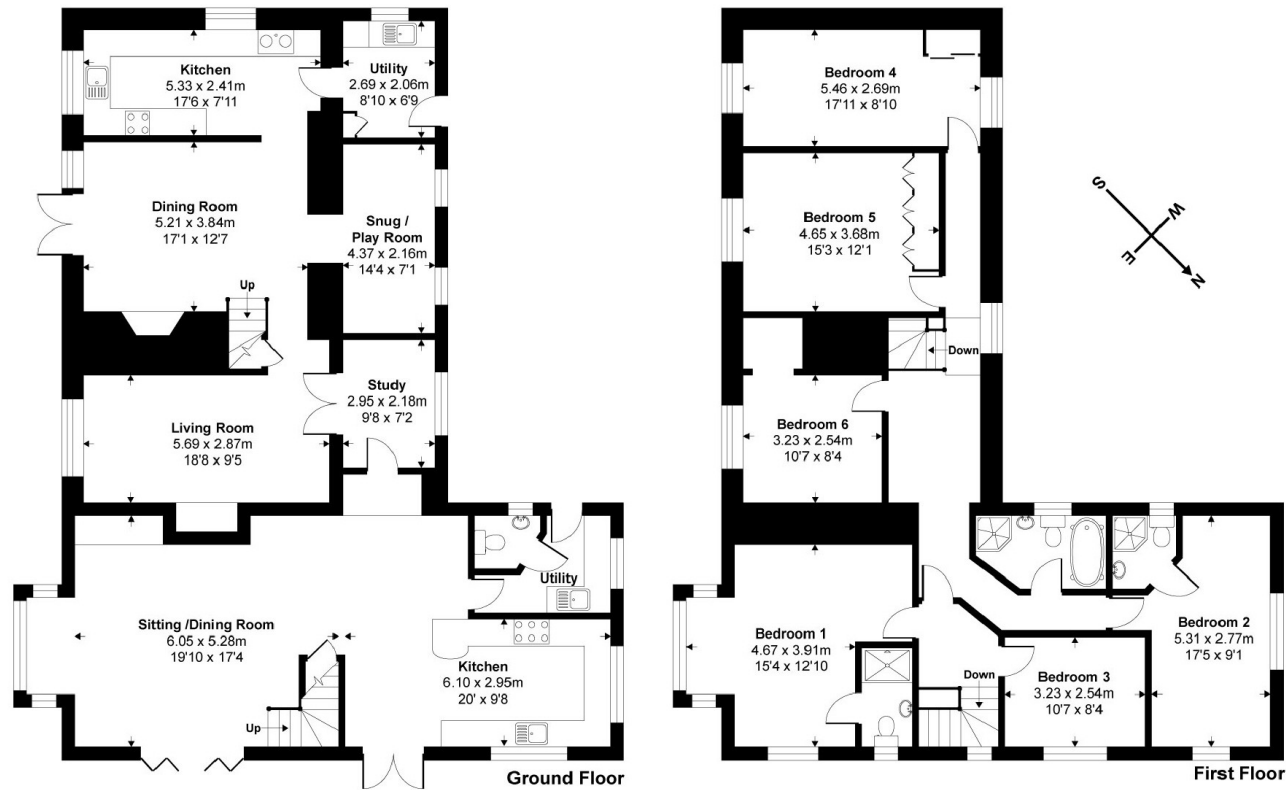 Kitchen
5.33 x 2.41m
17'6 x 7'11
Utility
2.69 x 2.06m
8'10 x 6'9
Dining Room
5.21 x 3.84m
17'1 x 12'7
Snug /
Play Room
4.37 x 2.16m
14'4 x 7'1
Up
Study
2.95 x 2.18m
9'8 x 7'2
Living Room
5.69 x 2.87m
18'8 x 9'5
Utility
Sitting /Dining Room
6.05 x 5.28m
19'10 x 17'4
Kitchen
6.10 x 2.95m
20' x 9'8
Up
Ground Floor
Bedroom 4
5.46 x 2.69m
17'11 x 8'10
Bedroom 5
4.65 x 3.68m
15'3 x 12'1
Down
Bedroom 6
3.23 x 2.54m
10'7 x 8'4
Bedroom 1
4.67 x 3.91m
15'4 x 12'10
Bedroom 2
5.31 x 2.77m
17'5 x 9'1
Down
Bedroom 3
3.23 x 2.54m
10'7 x 8'4
First Floor
S
W
E
N